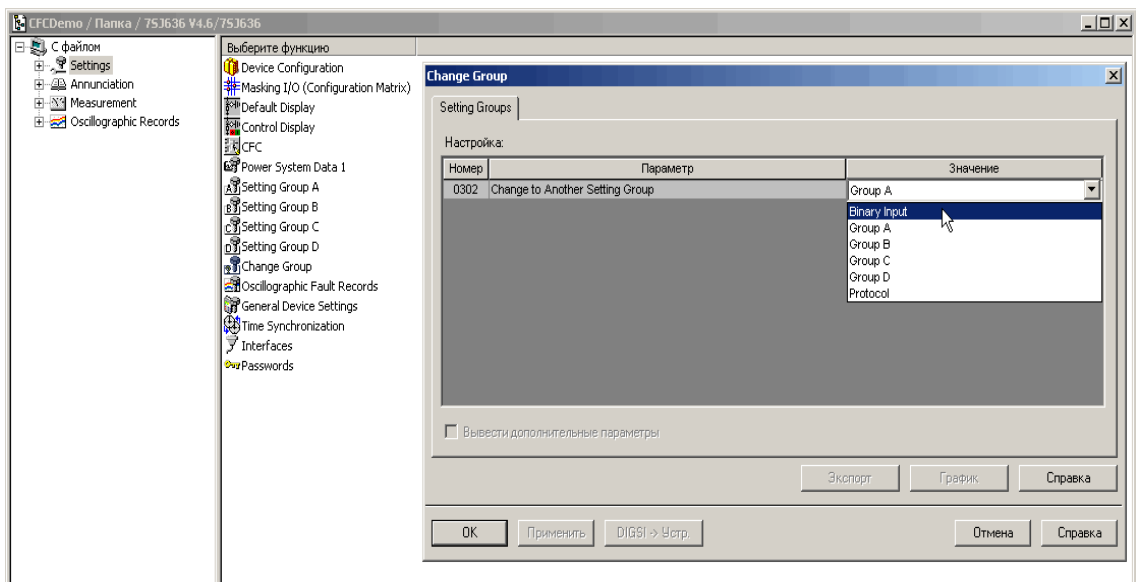 CFCDemo / Папка / 7SJ636 V4.6/7SJ636
С файлом
Settings
Annunciation
Measurement
Oscillographic Records
Выберите функцию
Device Configuration
Masking I/O (Configuration Matrix)
Default Display
Control Display
CFC
Power System Data 1
Setting Group A
Setting Group B
Setting Group C
Setting Group D
Change Group
Oscillographic Fault Records
General Device Settings
Time Synchronization
Interfaces
Passwords
Change Group
Setting Groups
Настройка:
Номер Параметр Значение
0302 Change to Another Setting Group Group A
Binary Input
Group A
Group B
Group C
Group D
Protocol
Вывести дополнительные параметры
Экспорт График Справка
OK Применить DIGSI -> Устр. Отмена Справка